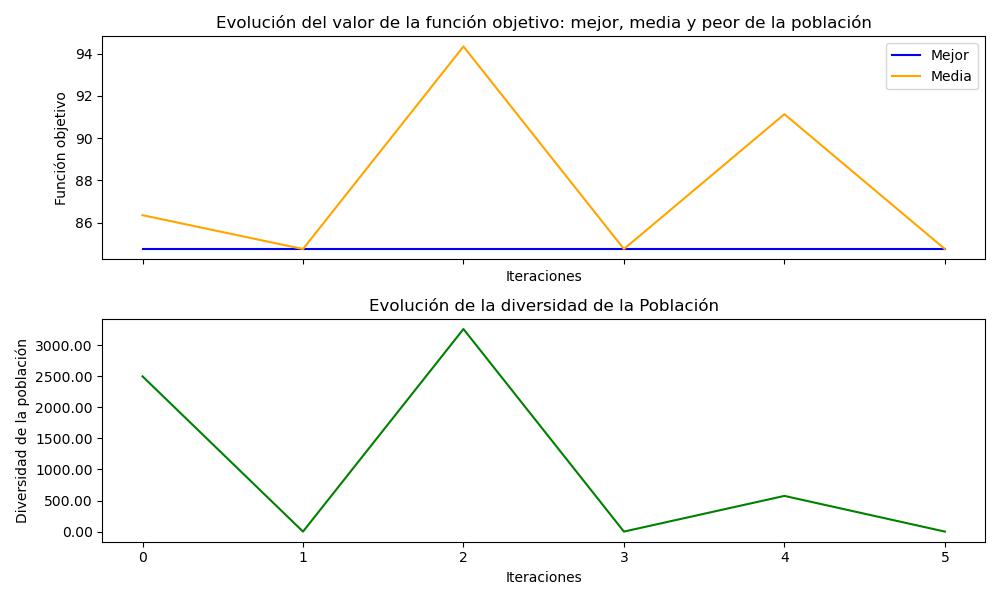 Evolución del valor de la función objetivo: mejor, media y peor de la población
Función objetivo
94
92
90
88
86
Mejor
Media
Iteraciones
Evolución de la diversidad de la Población
Diversidad de la población
3000.00
2500.00
2000.00
1500.00
1000.00
500.00
0.00
0 1 2 3 4 5
Iteraciones